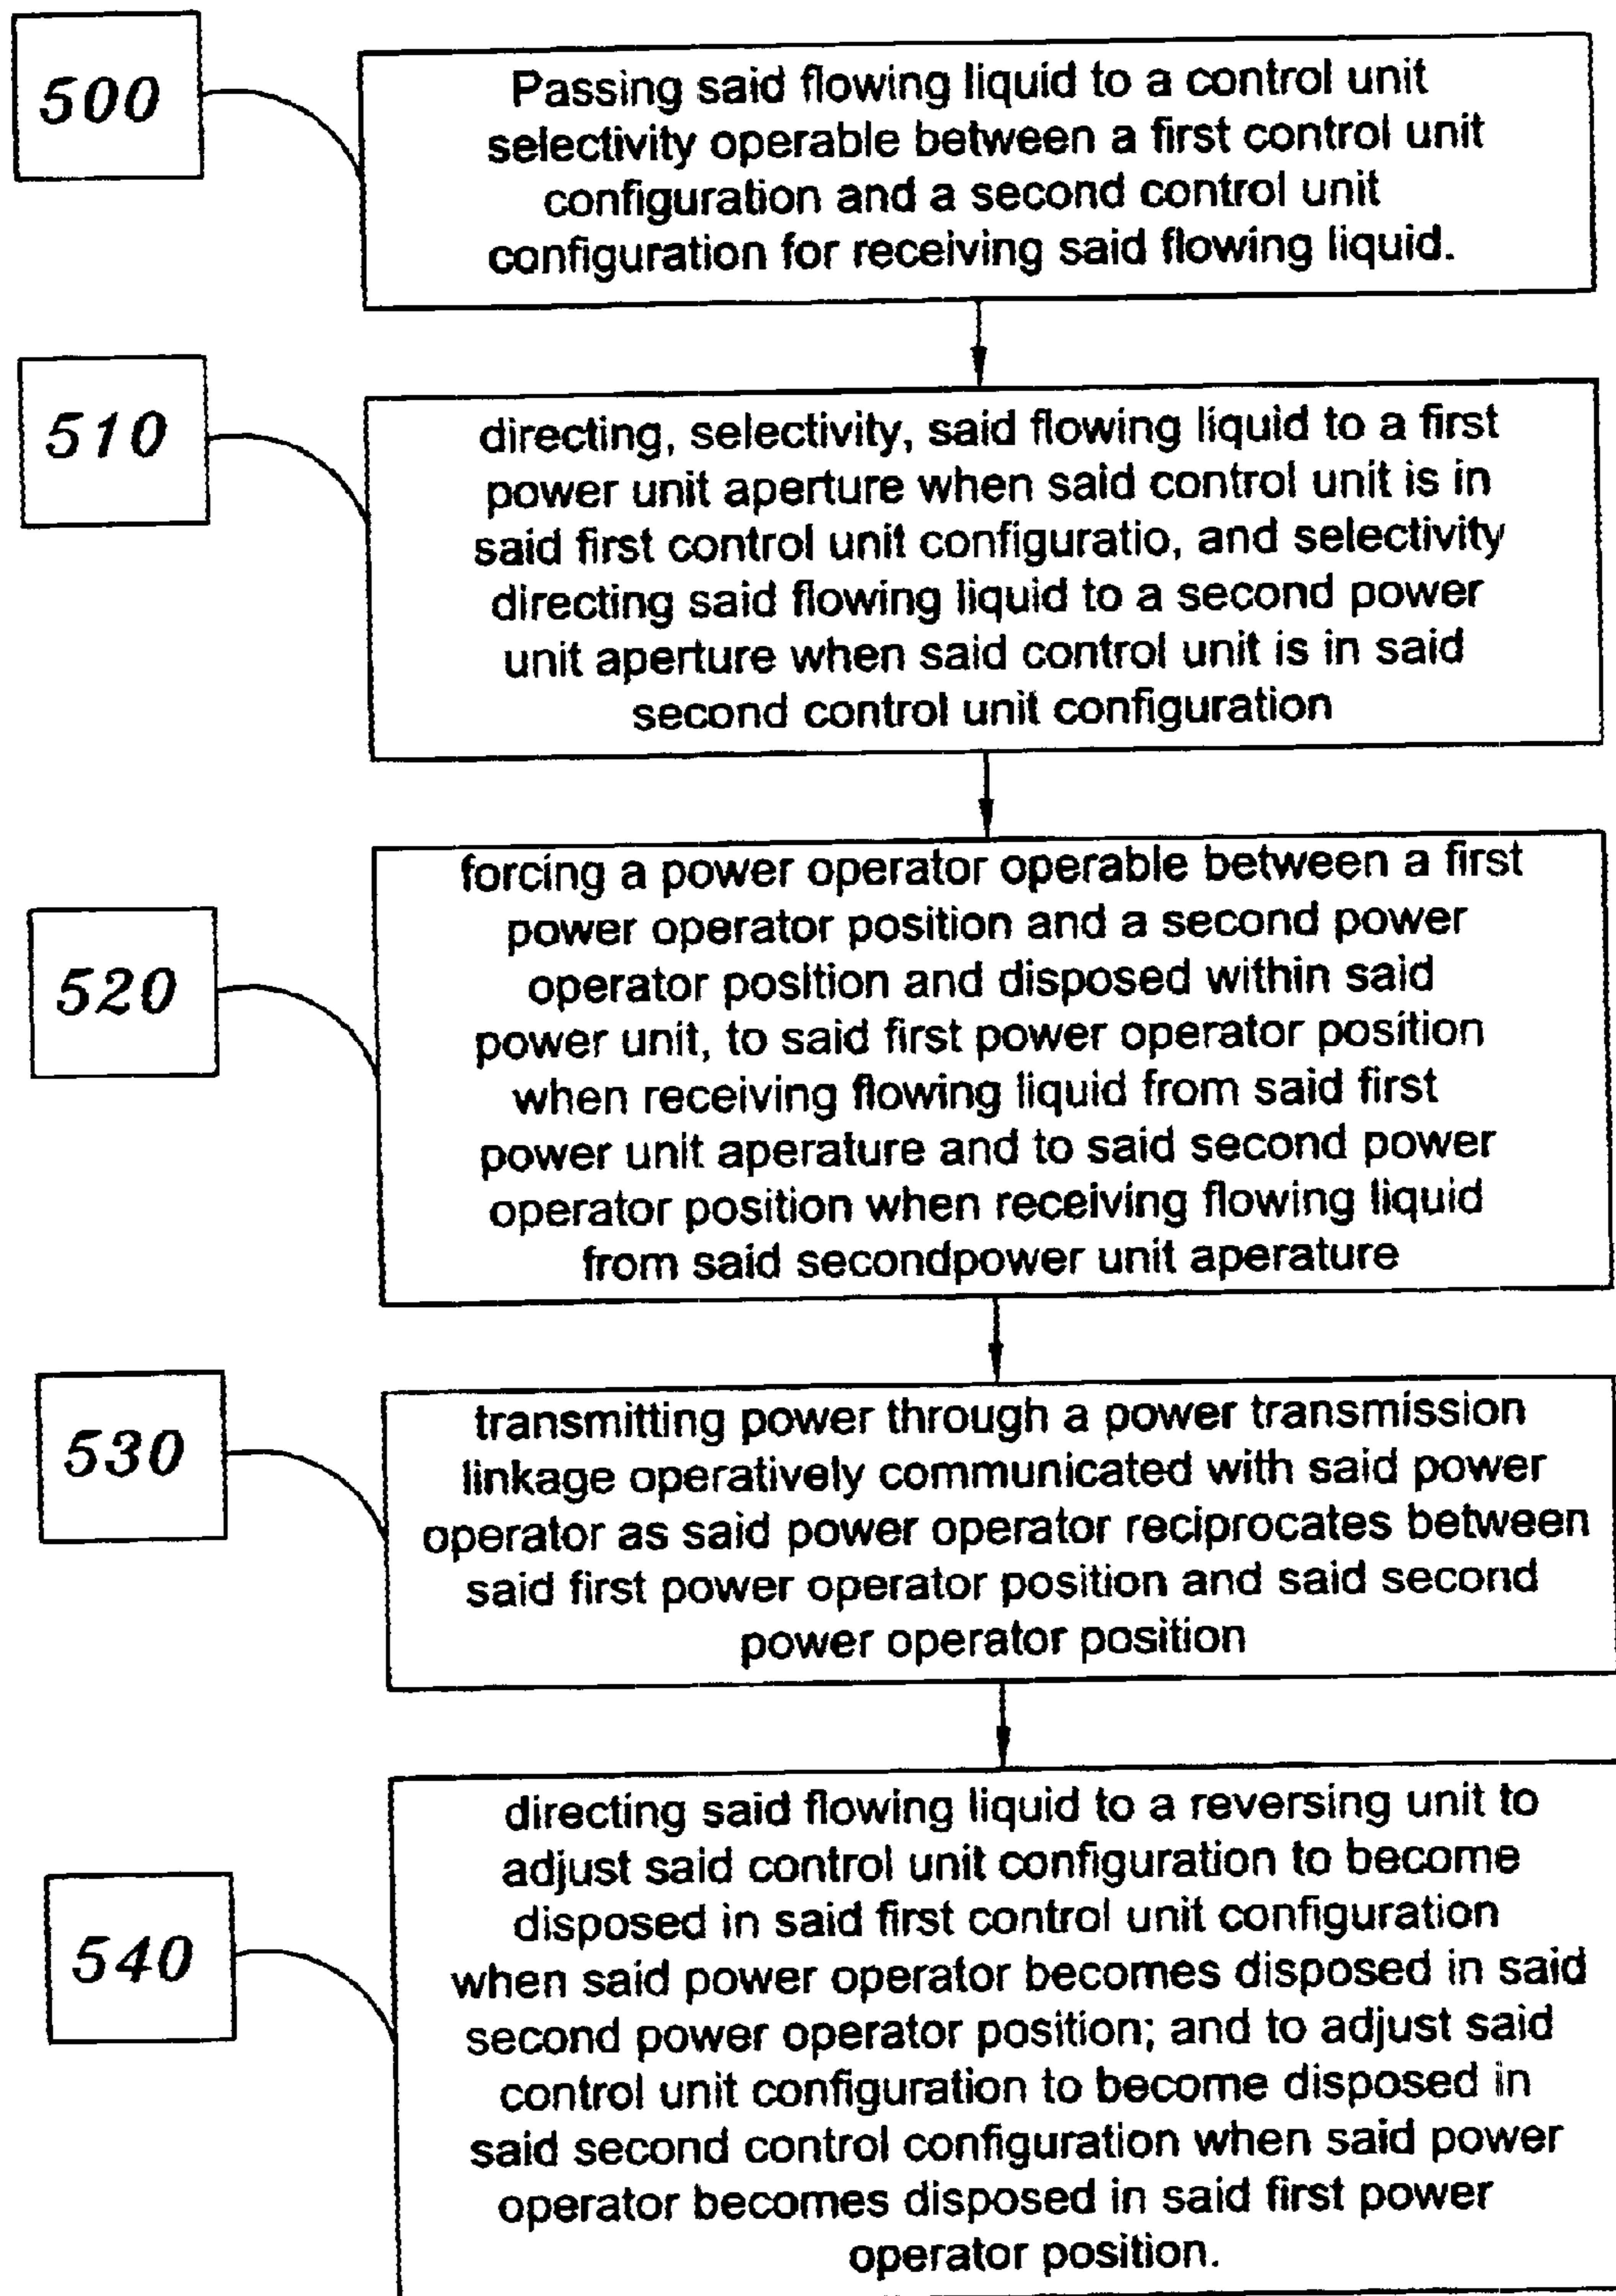 500
Passing said flowing liquid to a control unit
selectivity operable between a first control unit
configuration and a second control unit
configuration for receiving said flowing liquid.
510
directing, selectivity, said flowing liquid to a first
power unit aperture when said control unit is in
said first control unit configuratio, and selectivity
directing said flowing liquid to a second power
unit aperture when said control unit is in said
second control unit configuration
520
forcing a power operator operable between a first
power operator position and a second power
operator position and disposed within said
power unit, to said first power operator position
when receiving flowing liquid from said first
power unit aperature and to said second power
operator position when receiving flowing liquid
from said secondpower unit aperature
530
transmitting power through a power transmission
linkage operatively communicated with said power
operator as said power operator reciprocates between
said first power operator position and said second
power operator position
540
directing said flowing liquid to a reversing unit to
adjust said control unit configuration to become
disposed in said first control unit configuration
when said power operator becomes disposed in said
second power operator position; and to adjust said
control unit configuration to become disposed in
said second control configuration when said power
operator becomes disposed in said first power
operator position.